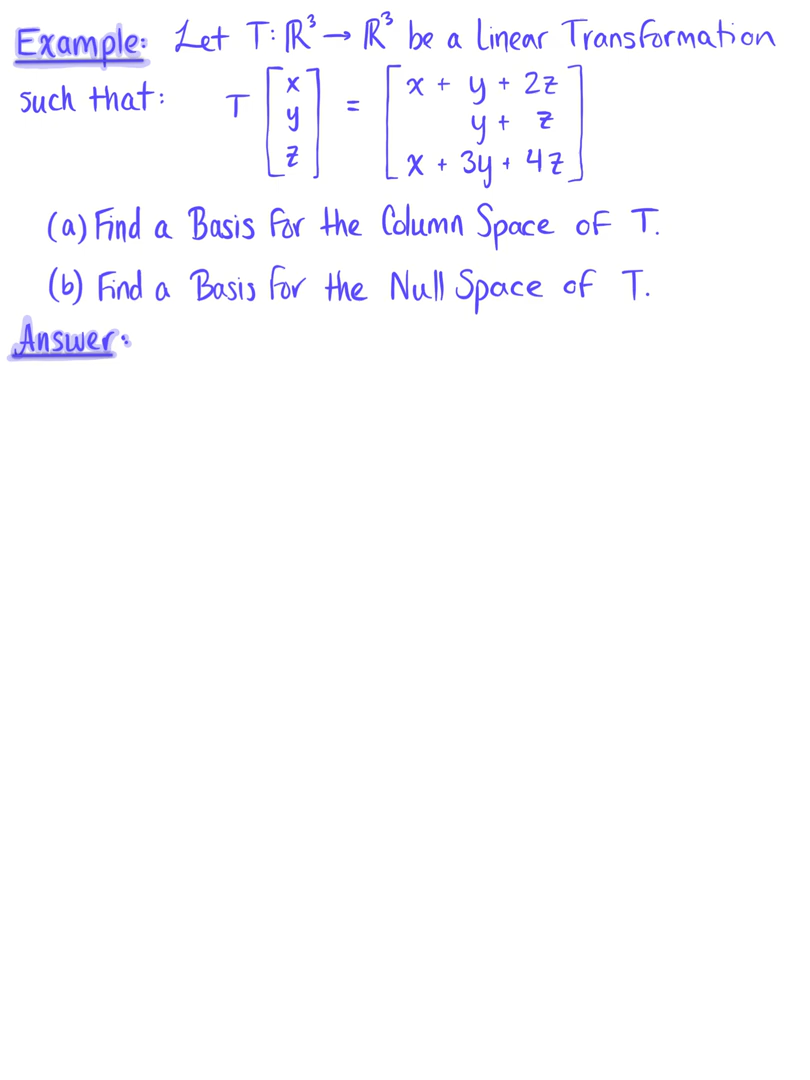 Example: Let T: ℝ³ → ℝ³ be a Linear Transformation
such that: T [x y z] = [x + y + 2z
y + z
x + 3y + 4z]
(a) Find a Basis for the Column Space of T.
(b) Find a Basis for the Null Space of T.
Answer: